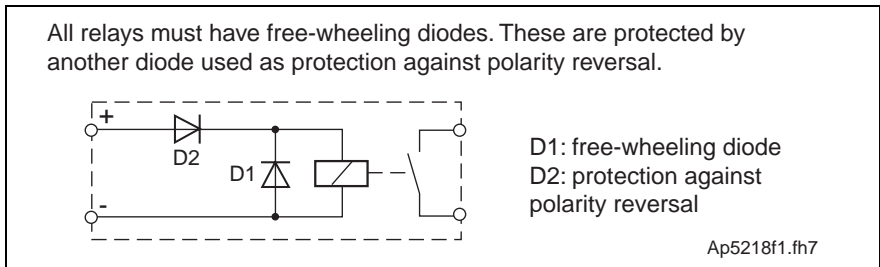 All relays must have free-wheeling diodes. These are protected by
another diode used as protection against polarity reversal.
+
D2
D1
-
D1: free-wheeling diode
D2: protection against
polarity reversal
Ap5218f1.fh7